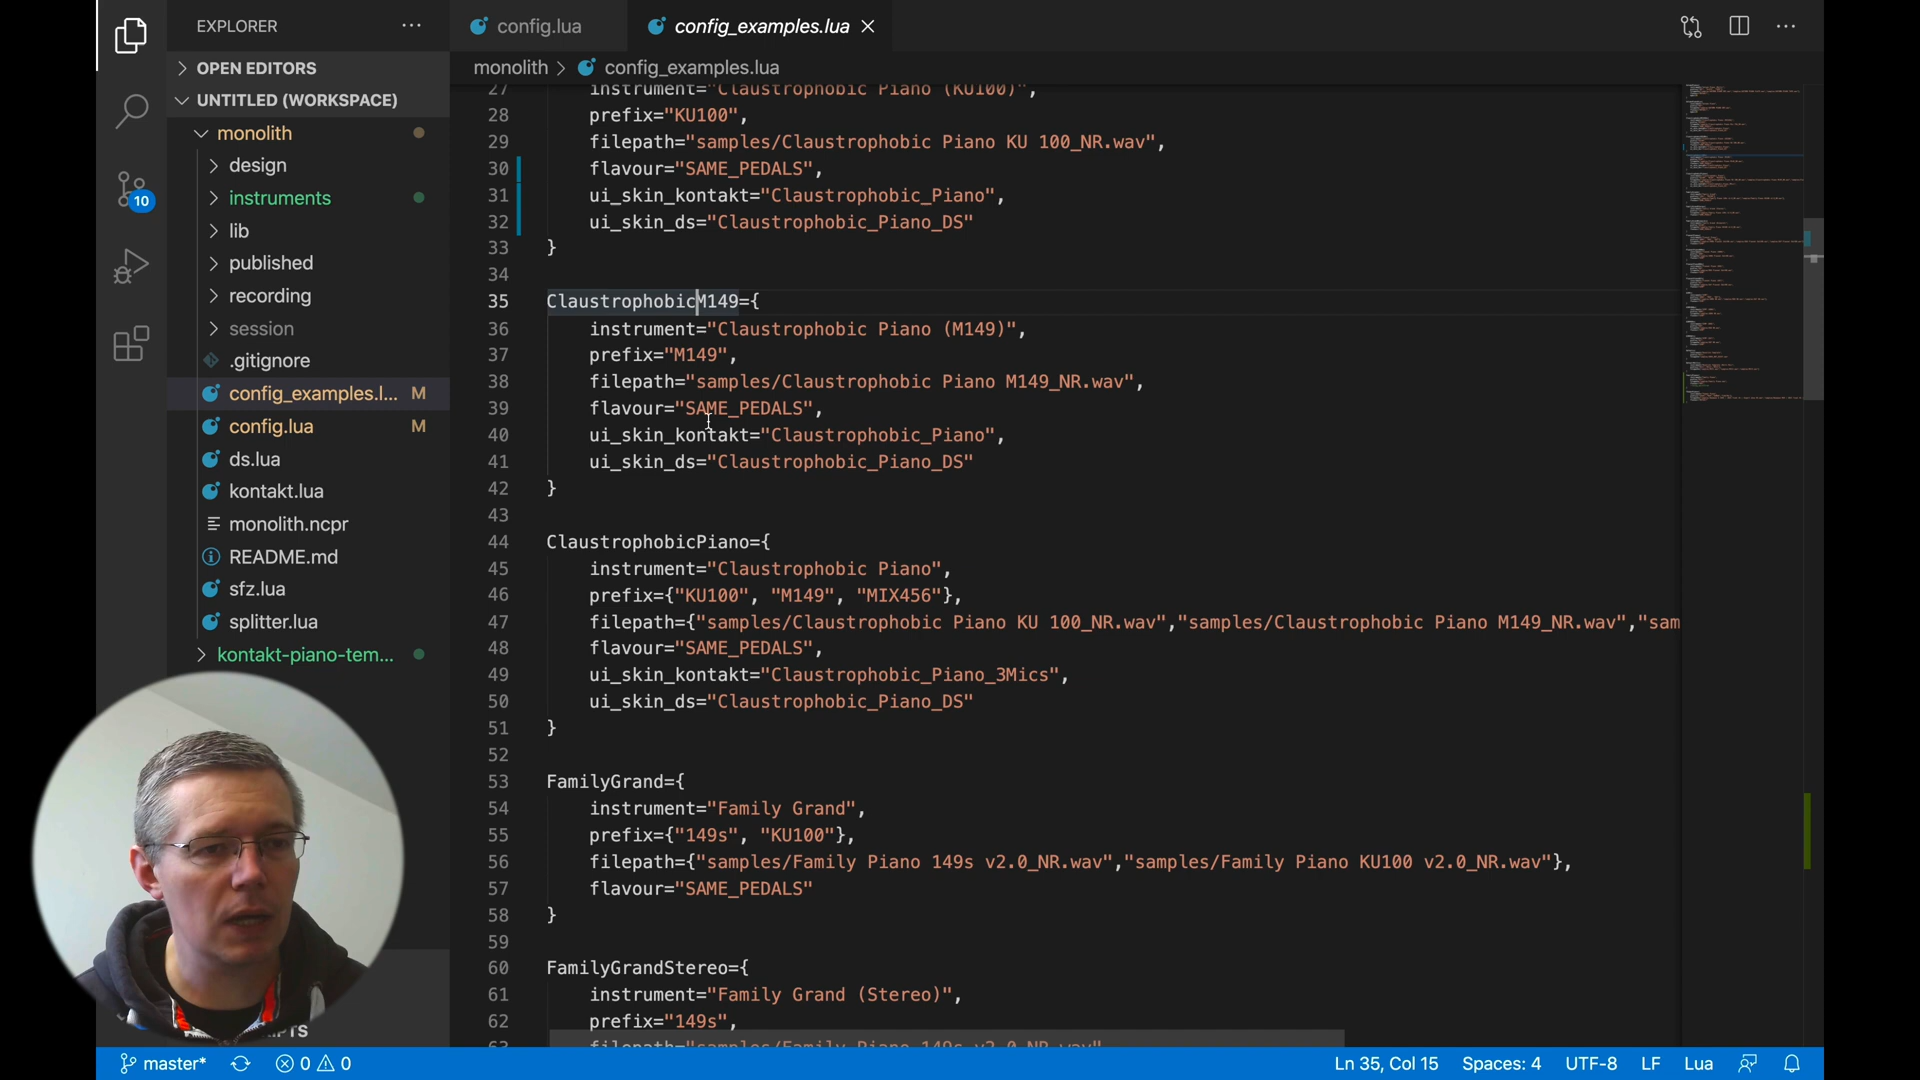 EXPLORER
config.lua
config_examples.lua
OPEN EDITORS
UNTITLED (WORKSPACE)
monolith
design
instruments
lib
published
recording
session
.gitignore
config_examples.l... M
config.lua M
ds.lua
kontakt.lua
monolith.ncpr
README.md
sfz.lua
splitter.lua
kontakt-piano-tem...
10
monolith > config_examples.lua
27 instrument="Claustrophobic Piano (KU100)",
28 prefix="KU100",
29 filepath="samples/Claustrophobic Piano KU 100_NR.wav",
30 flavour="SAME_PEDALS",
31 ui_skin_kontakt="Claustrophobic_Piano",
32 ui_skin_ds="Claustrophobic_Piano_DS"
33 }
34
35 ClaustrophobicM149={
36 instrument="Claustrophobic Piano (M149)",
37 prefix="M149",
38 filepath="samples/Claustrophobic Piano M149_NR.wav",
39 flavour="SAME_PEDALS",
40 ui_skin_kontakt="Claustrophobic_Piano",
41 ui_skin_ds="Claustrophobic_Piano_DS"
42 }
43
44 ClaustrophobicPiano={
45 instrument="Claustrophobic Piano",
46 prefix={"KU100", "M149", "MIX456"},
47 filepath={"samples/Claustrophobic Piano KU 100_NR.wav","samples/Claustrophobic Piano M149_NR.wav","sam
48 flavour="SAME_PEDALS",
49 ui_skin_kontakt="Claustrophobic_Piano_3Mics",
50 ui_skin_ds="Claustrophobic_Piano_DS"
51 }
52
53 FamilyGrand={
54 instrument="Family Grand",
55 prefix={"149s", "KU100"},
56 filepath={"samples/Family Piano 149s v2.0_NR.wav","samples/Family Piano KU100 v2.0_NR.wav"},
57 flavour="SAME_PEDALS"
58 }
59
60 FamilyGrandStereo={
61 instrument="Family Grand (Stereo)",
62 prefix="149s",
63 filepath="samples/Family Piano 149s v2.0_NR.wav"
master* 0 0
Ln 35, Col 15 Spaces: 4 UTF-8 LF Lua